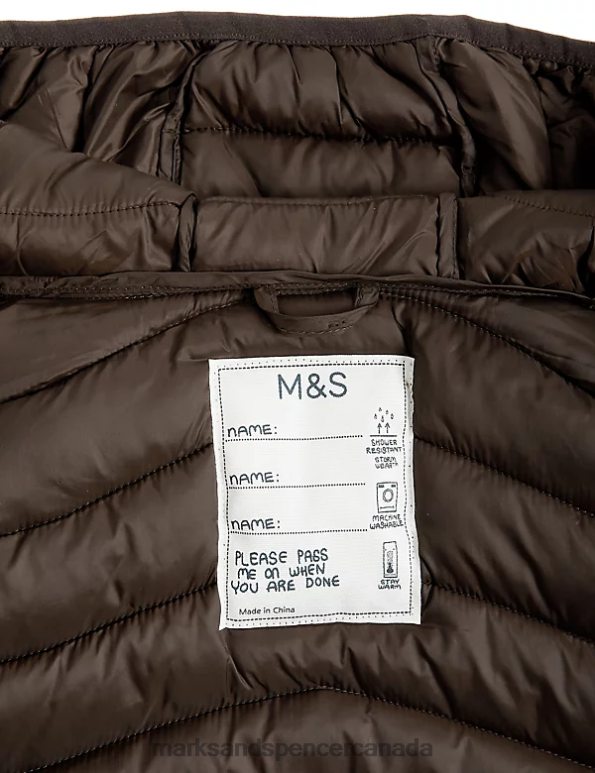 M&S
NAME:
SHOWER
RESISTANT
STORM
WEAR™
NAME:
MACHINE
WASHABLE
NAME:
PLEASE PASS
ME ON WHEN
YOU ARE DONE
STAY
WARM
Made in China
marksandspencercanada